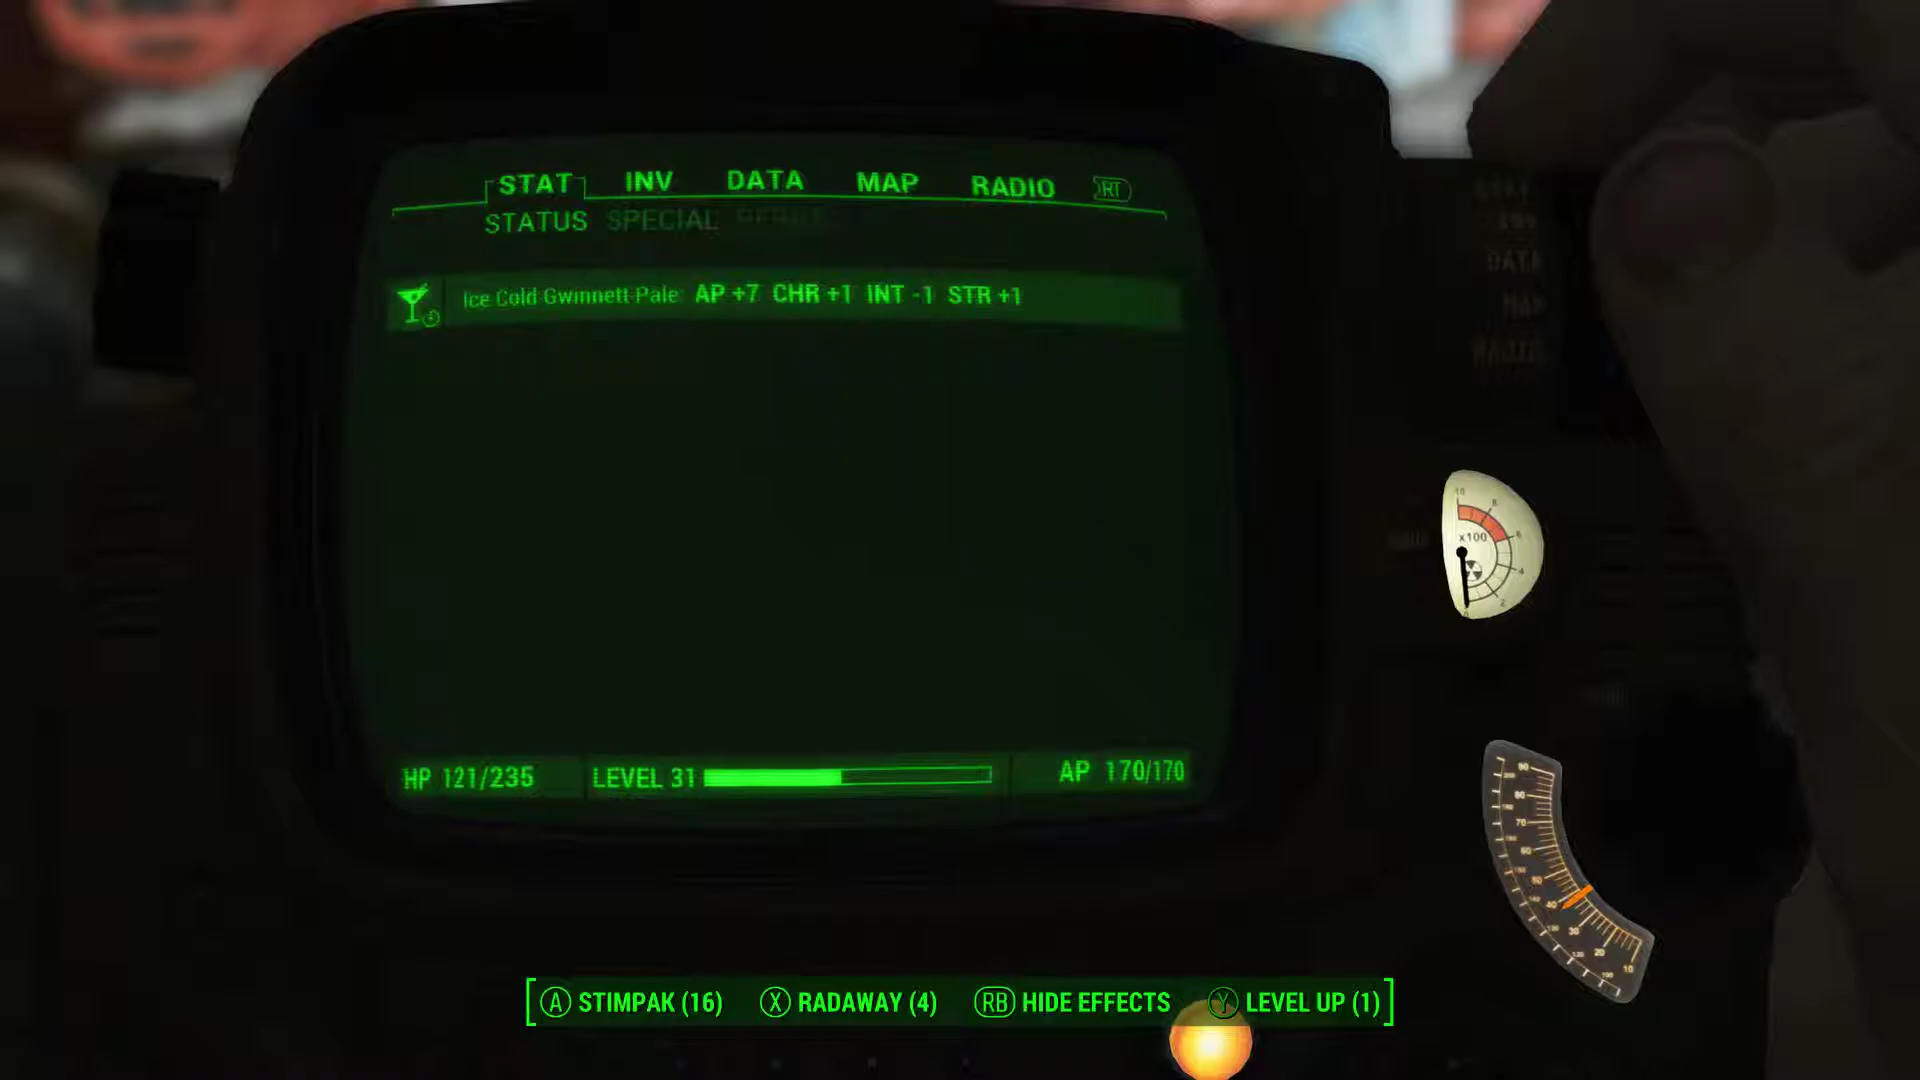 STAT INV DATA MAP RADIO RT
STATUS SPECIAL
Ice Cold Gwinnett Pale: AP +7 CHR +1 INT -1 STR +1
HP 121/235 LEVEL 31 AP 170/170
DATA
x100
A STIMPAK (16) X RADAWAY (4) RB HIDE EFFECTS Y LEVEL UP (1)